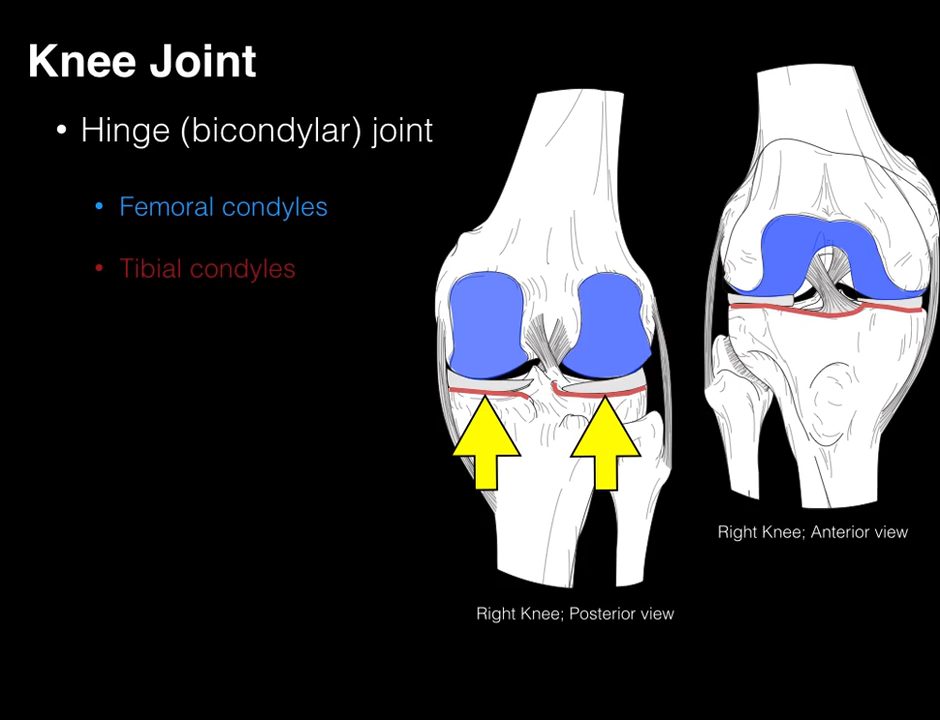 Knee Joint
• Hinge (bicondylar) joint
• Femoral condyles
• Tibial condyles
Right Knee; Anterior view
Right Knee; Posterior view